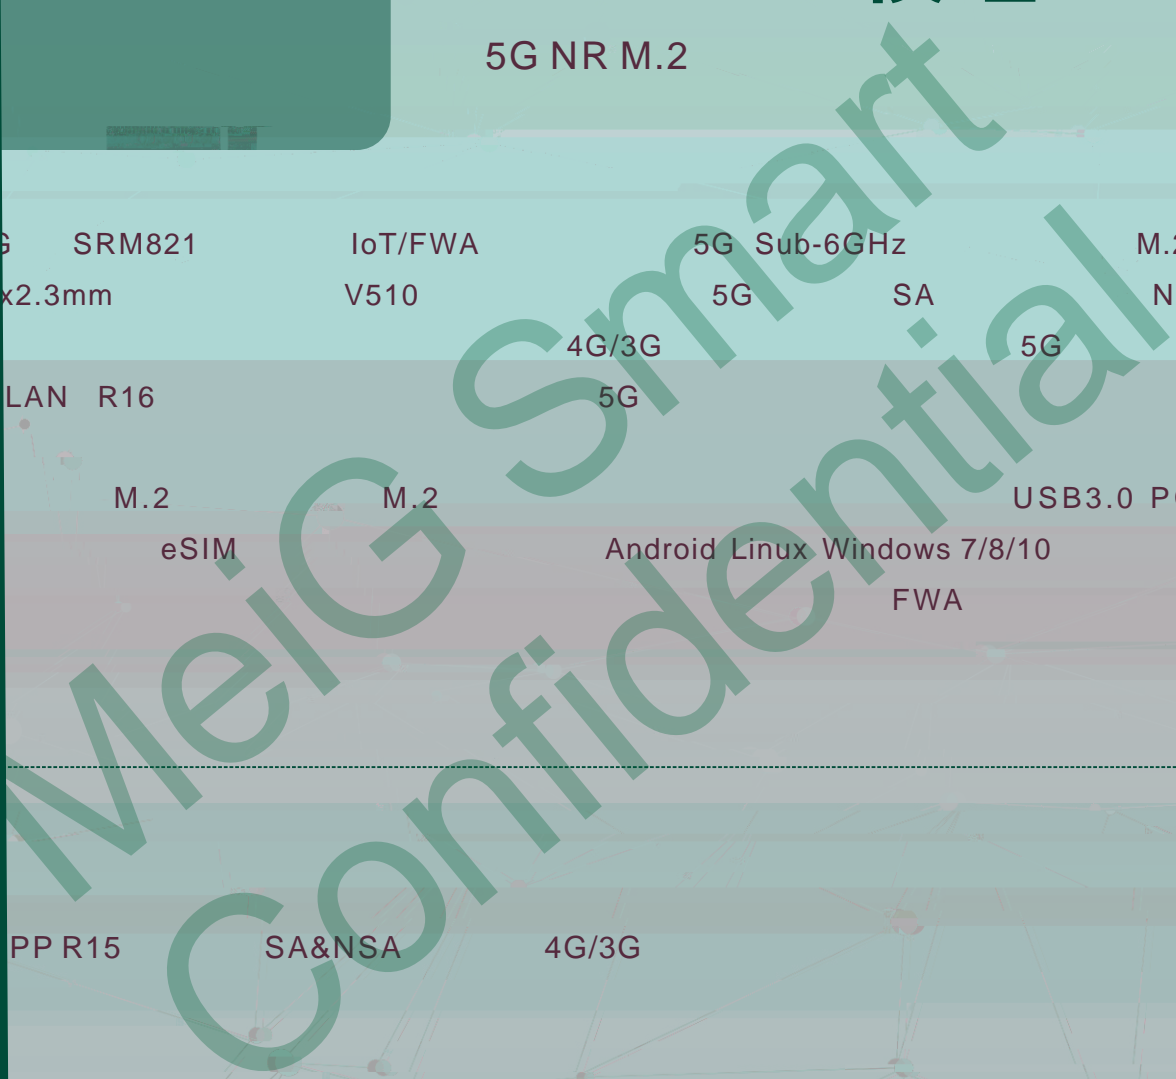 5G NR M.2
SRM821 IoT/FWA 5G Sub-6GHz M.2
x2.3mm V510 5G SA N
4G/3G 5G
LAN R16 5G
M.2 M.2 USB3.0 P
eSIM Android Linux Windows 7/8/10
FWA
PP R15 SA&NSA 4G/3G
MeiG Smart
Confidential